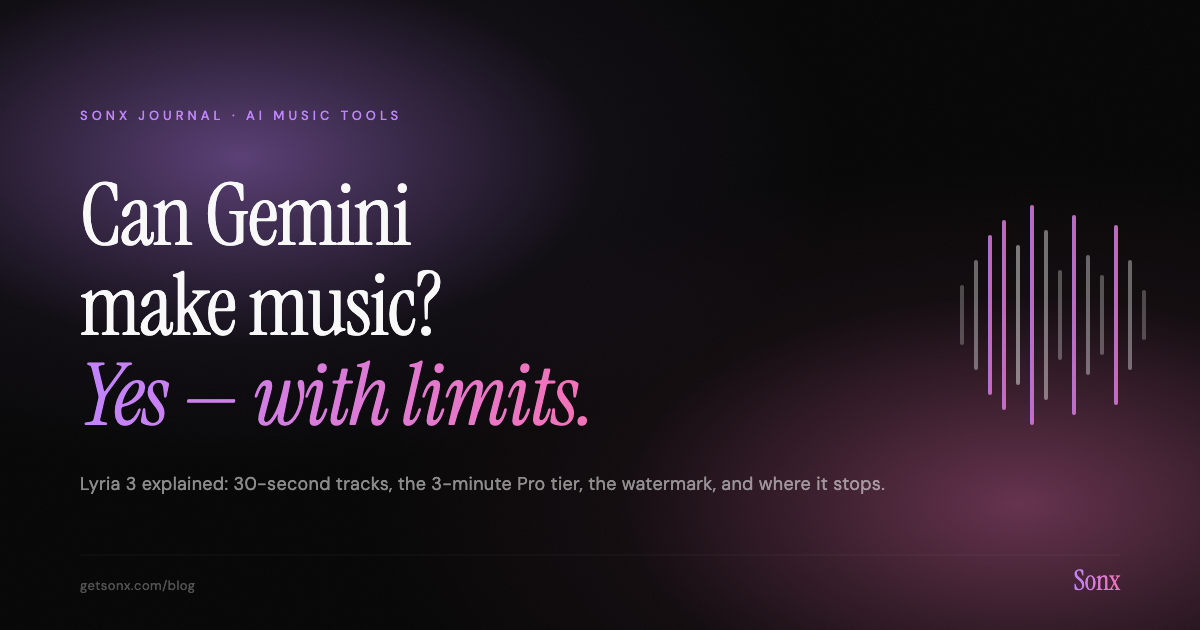 SONX JOURNAL · AI MUSIC TOOLS
Can Gemini
make music?
Yes — with limits.
Lyria 3 explained: 30-second tracks, the 3-minute Pro tier, the watermark, and where it stops.
getsonx.com/blog
Sonx